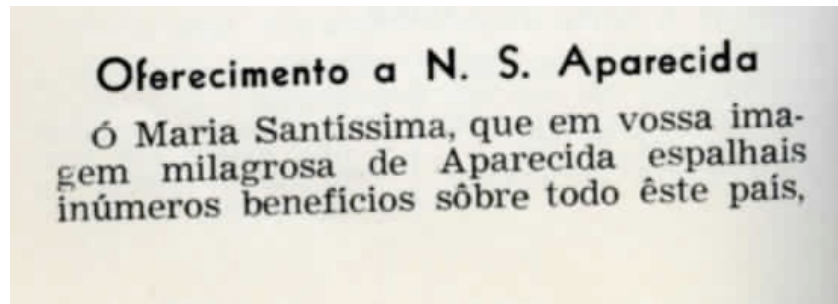 Oferecimento a N. S. Aparecida
Ó Maria Santíssima, que em vossa ima-
gem milagrosa de Aparecida espalhais
inúmeros benefícios sôbre todo êste país,